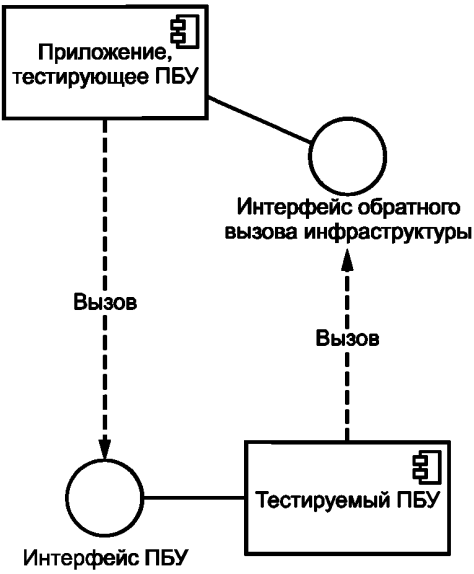 Приложение,
тестирующее ПБУ
Интерфейс обратного
вызова инфраструктуры
Вызов
Вызов
Тестируемый ПБУ
Интерфейс ПБУ